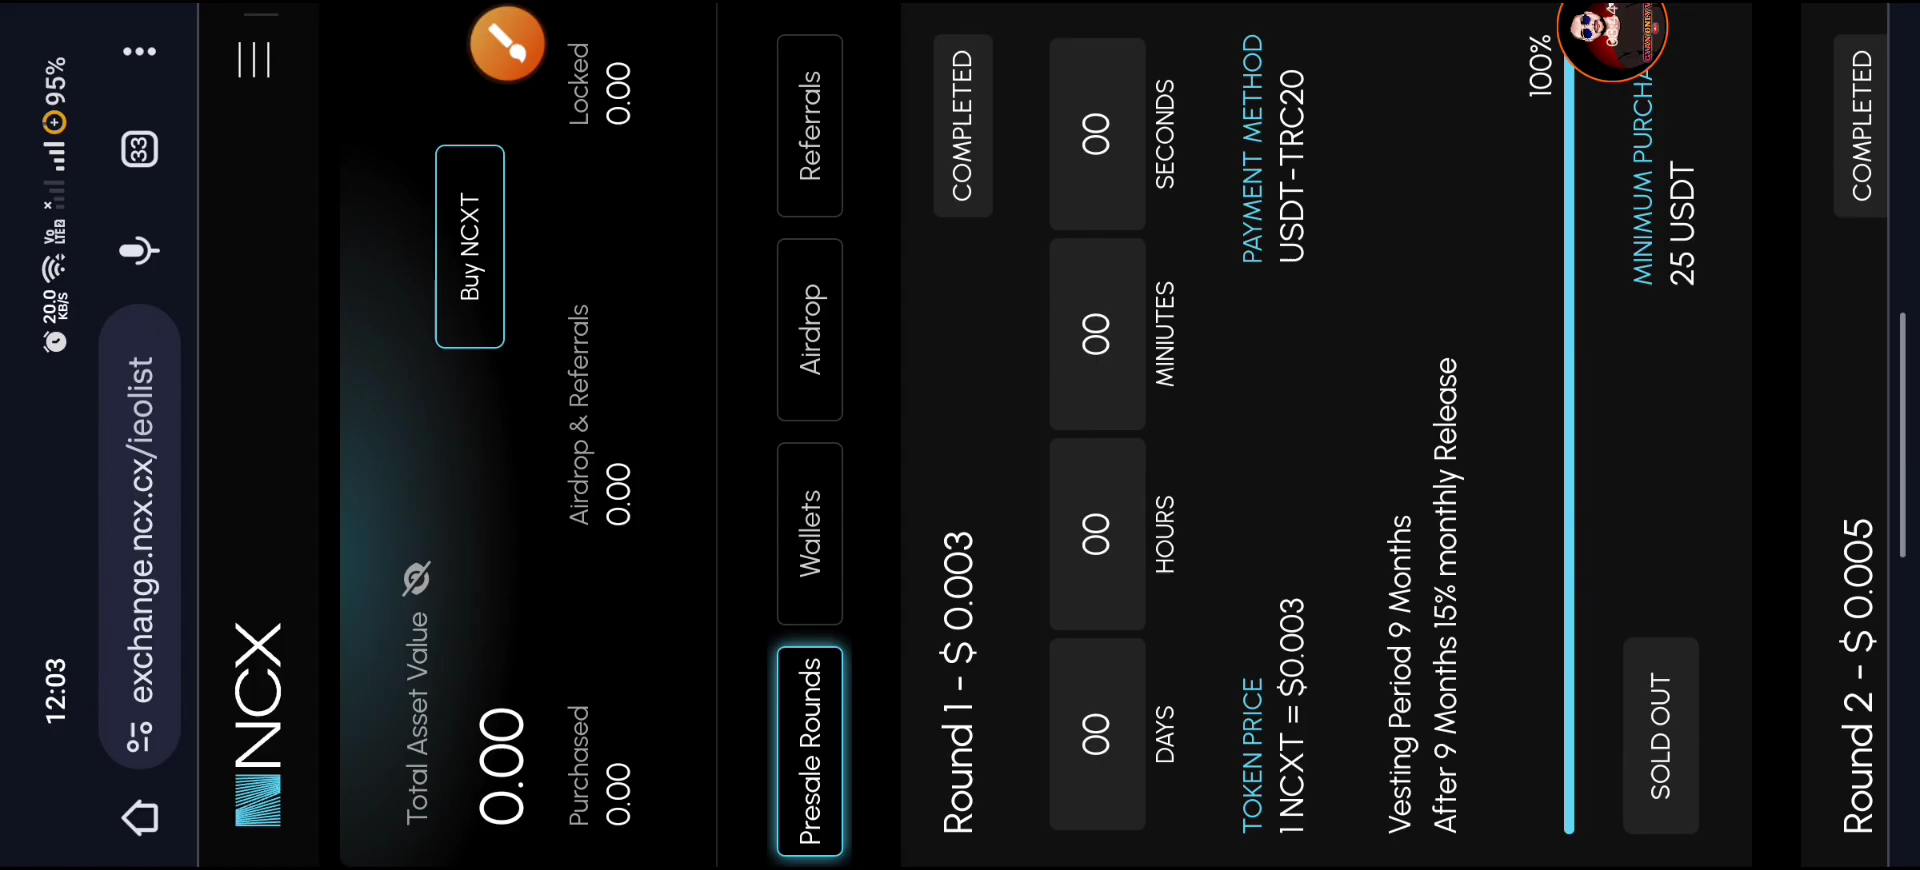 12:03
20.0 KB/S
Vo LTE2
95%
exchange.ncx.cx/ieolist
33
NCX
Total Asset Value
0.00
Buy NCXT
Purchased
Airdrop & Referrals
Locked
0.00
0.00
0.00
Presale Rounds
Wallets
Airdrop
Referrals
Round 1 - $ 0.003
COMPLETED
00
00
00
00
DAYS
HOURS
MINIUTES
SECONDS
TOKEN PRICE
PAYMENT METHOD
1 NCXT = $0.003
USDT-TRC20
Vesting Period 9 Months
After 9 Months 15% monthly Release
100%
SOLD OUT
MINIMUM PURCHA
25 USDT
Round 2 - $ 0.005
COMPLETED